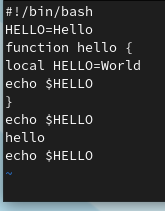 #!/bin/bash
HELLO=Hello
function hello {
local HELLO=World
echo $HELLO
}
echo $HELLO
hello
echo $HELLO
~